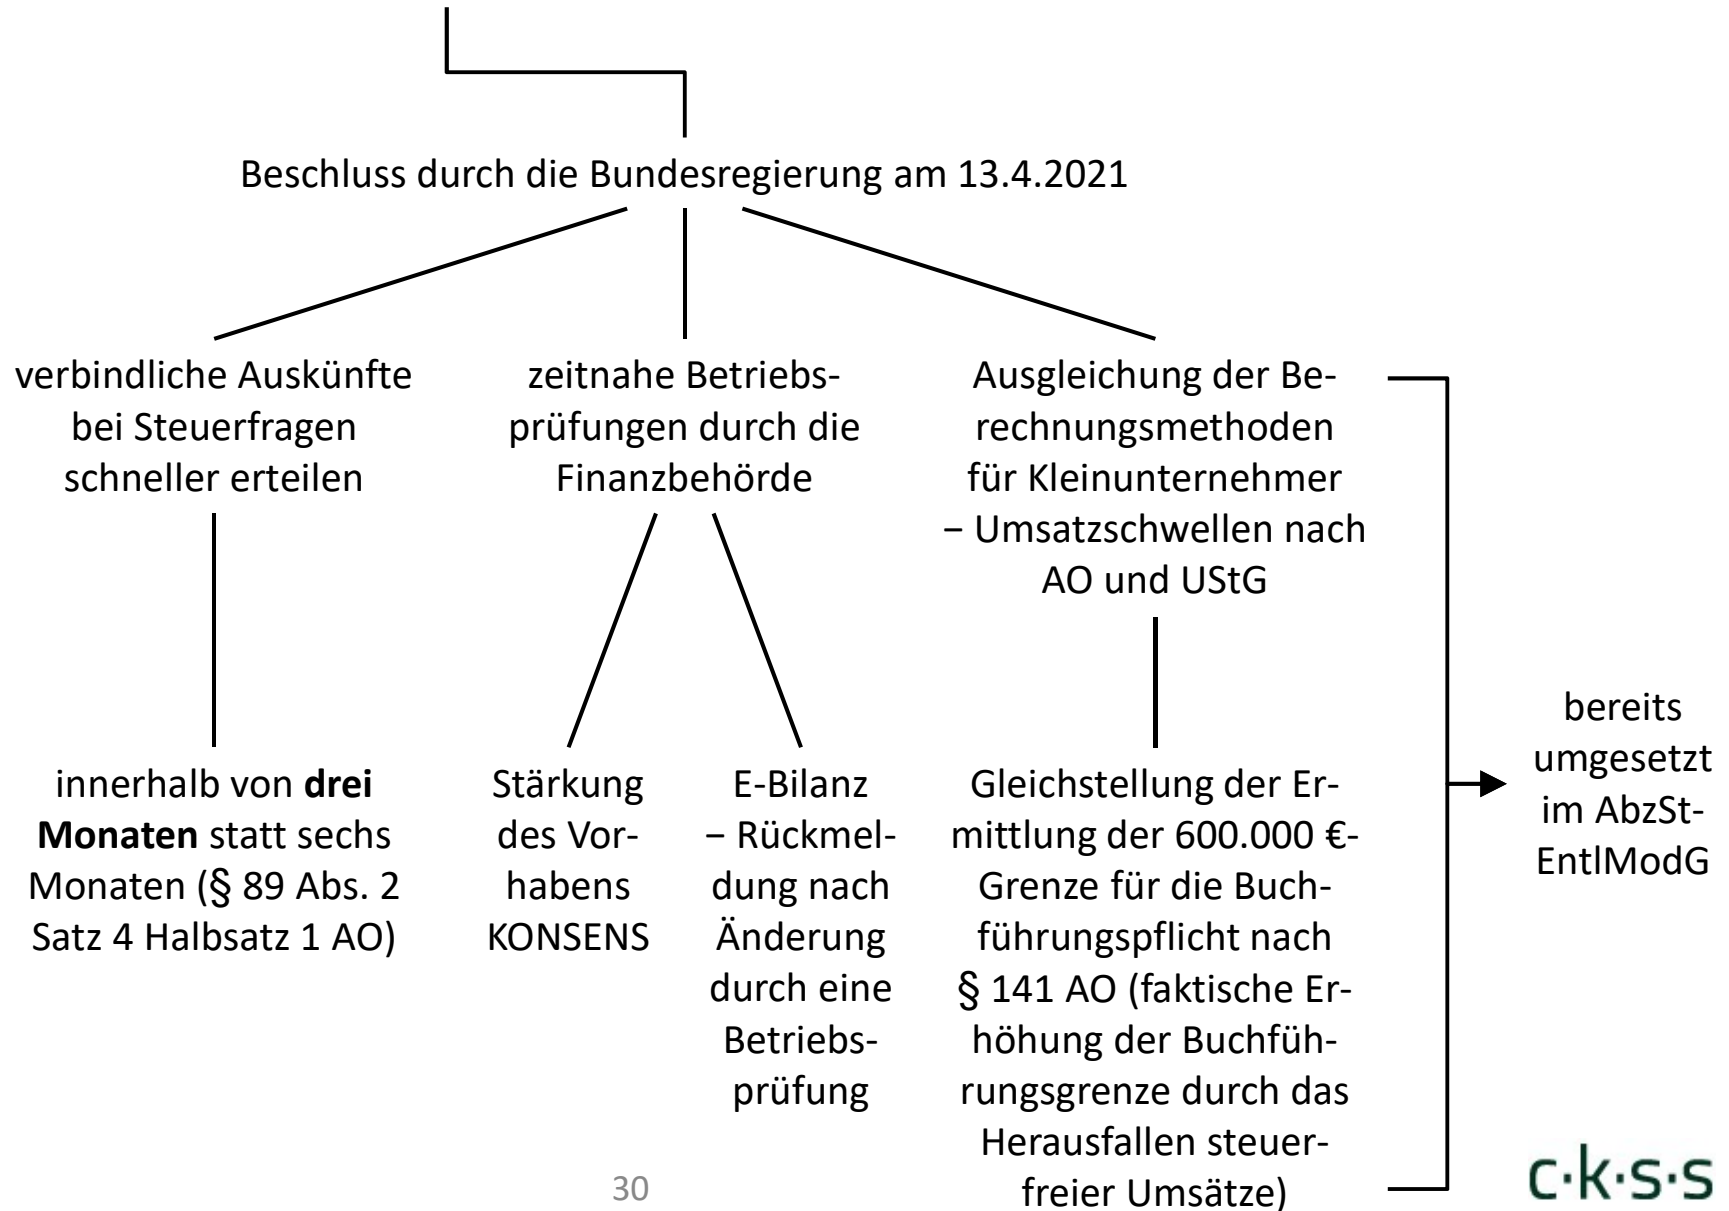 Beschluss durch die Bundesregierung am 13.4.2021
verbindliche Auskünfte
bei Steuerfragen
schneller erteilen
zeitnahe Betriebs-
prüfungen durch die
Finanzbehörde
Ausgleichung der Be-
rechnungsmethoden
für Kleinunternehmer
– Umsatzschwellen nach
AO und UStG
innerhalb von drei
Monaten statt sechs
Monaten (§ 89 Abs. 2
Satz 4 Halbsatz 1 AO)
Stärkung
des Vor-
habens
KONSENS
E-Bilanz
– Rückmel-
dung nach
Änderung
durch eine
Betriebs-
prüfung
Gleichstellung der Er-
mittlung der 600.000 €-
Grenze für die Buch-
führungspflicht nach
§ 141 AO (faktische Er-
höhung der Buchfüh-
rungsgrenze durch das
Herausfallen steuer-
freier Umsätze)
bereits
umgesetzt
im AbzSt-
EntlModG
30
c·k·s·s